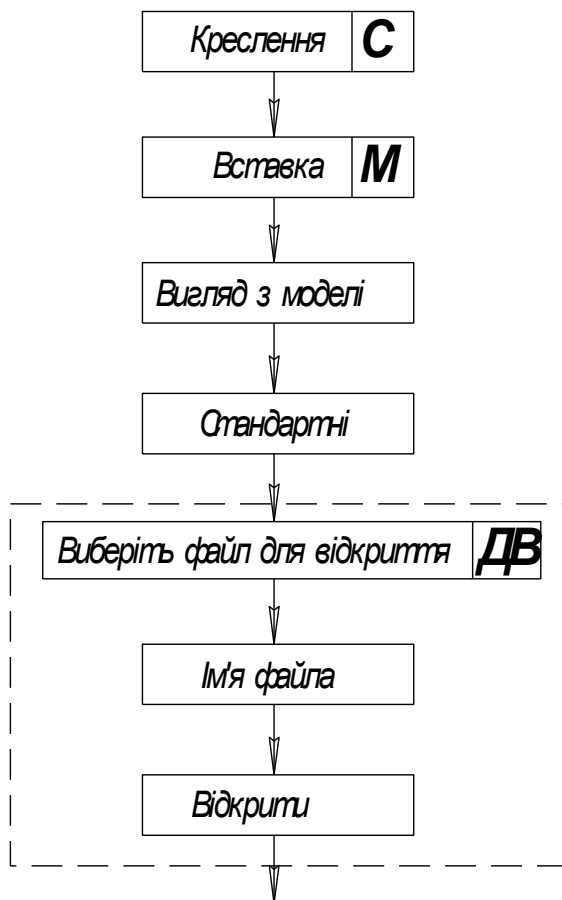 Креслення С
Вставка М
Вигляд з моделі
Стандартні
Виберіть файл для відкриття ДВ
Ім'я файла
Відкрити